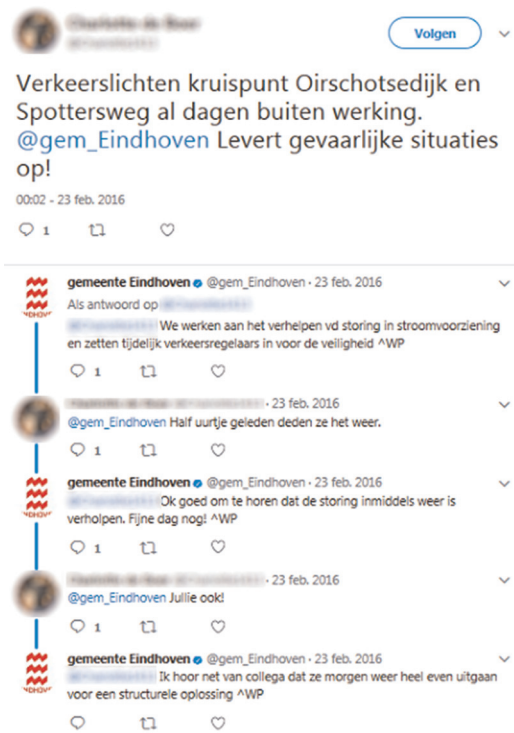 Volgen
Verkeerslichten kruispunt Oirschotsedijk en
Spottersweg al dagen buiten werking.
@gem_Eindhoven Levert gevaarlijke situaties
op!
00:02 - 23 feb. 2016
1
gemeente Eindhoven @gem_Eindhoven · 23 feb. 2016
Als antwoord op
We werken aan het verhelpen vd storing in stroomvoorziening
en zetten tijdelijk verkeersregelaars in voor de veiligheid ^WP
1
· 23 feb. 2016
@gem_Eindhoven Half uurtje geleden deden ze het weer.
1
gemeente Eindhoven @gem_Eindhoven · 23 feb. 2016
Ok goed om te horen dat de storing inmiddels weer is
verholpen. Fijne dag nog! ^WP
1
· 23 feb. 2016
@gem_Eindhoven Jullie ook!
1
gemeente Eindhoven @gem_Eindhoven · 23 feb. 2016
Ik hoor net van collega dat ze morgen weer heel even uitgaan
voor een structurele oplossing ^WP